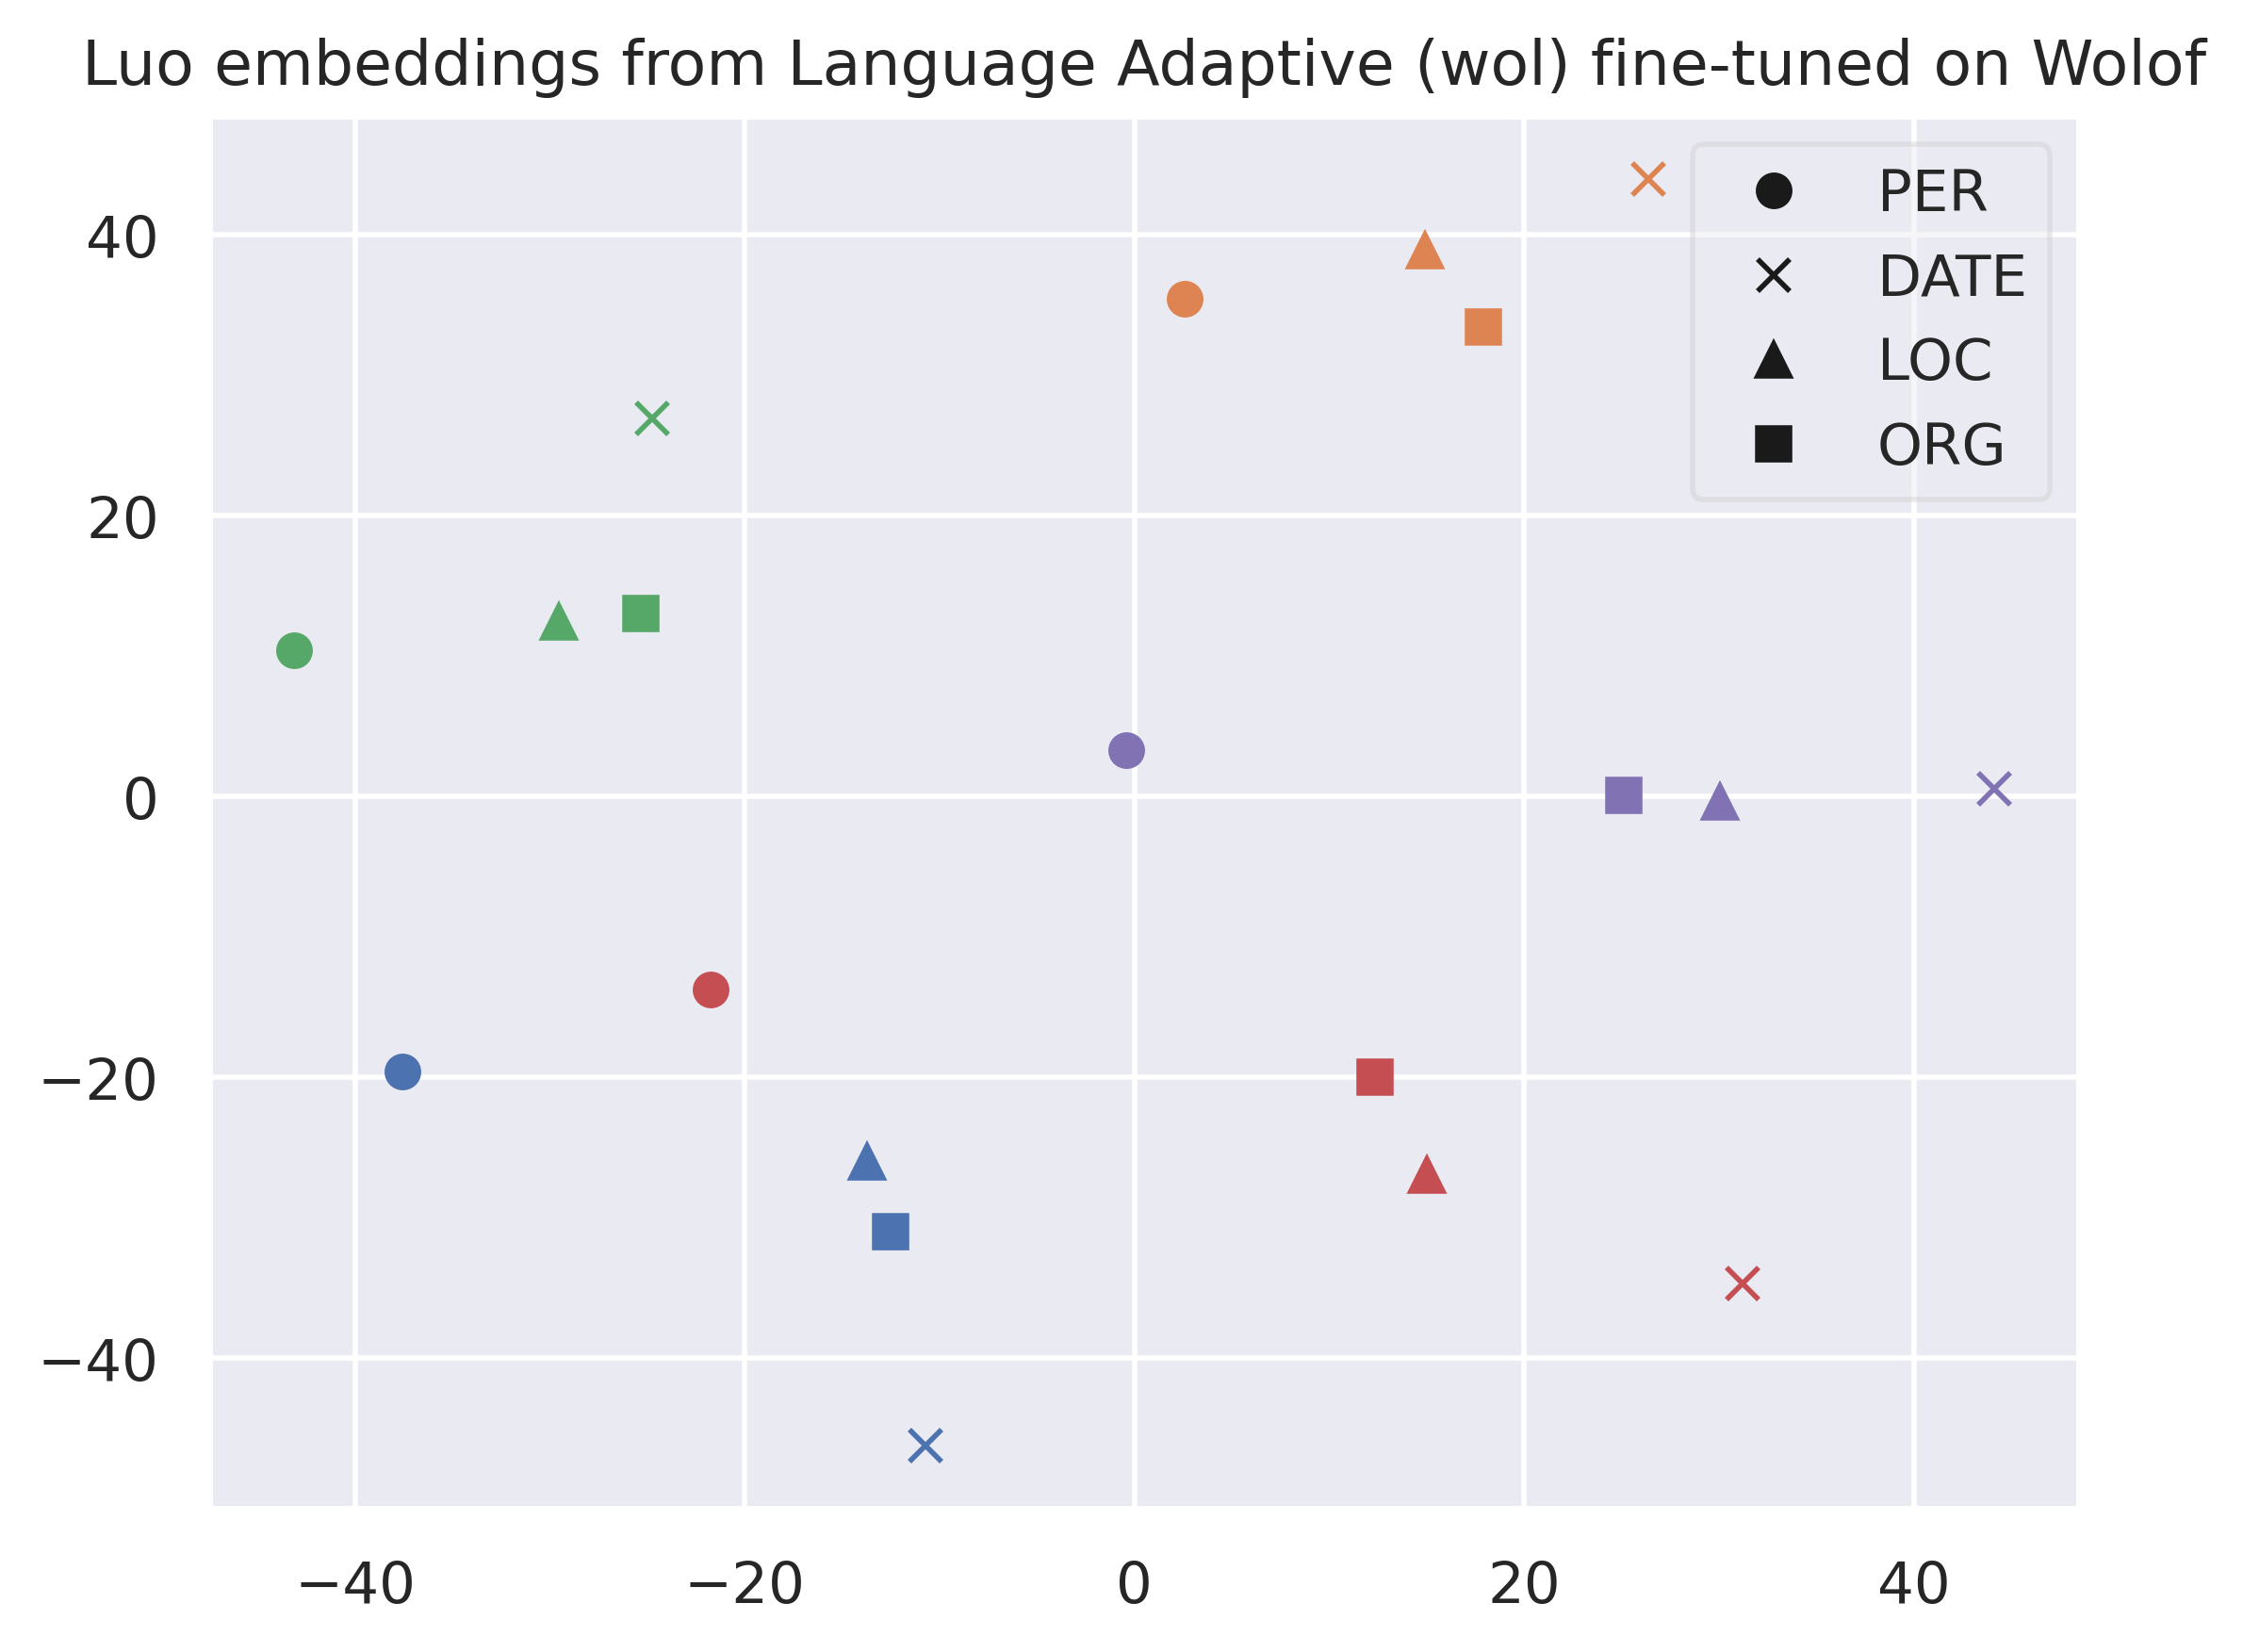 Luo embeddings from Language Adaptive (wol) fine-tuned on Wolof
PER
DATE
LOC
ORG
40
20
0
−20
−40
−40 −20 0 20 40